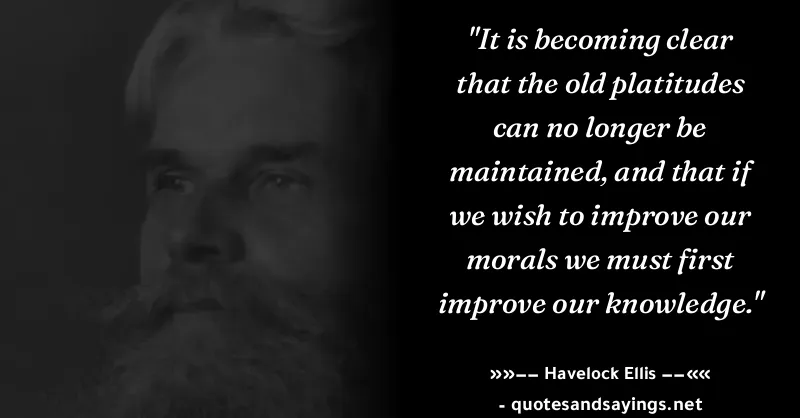 "It is becoming clear
that the old platitudes
can no longer be
maintained, and that if
we wish to improve our
morals we must first
improve our knowledge."
»»–– Havelock Ellis ––««
- quotesandsayings.net